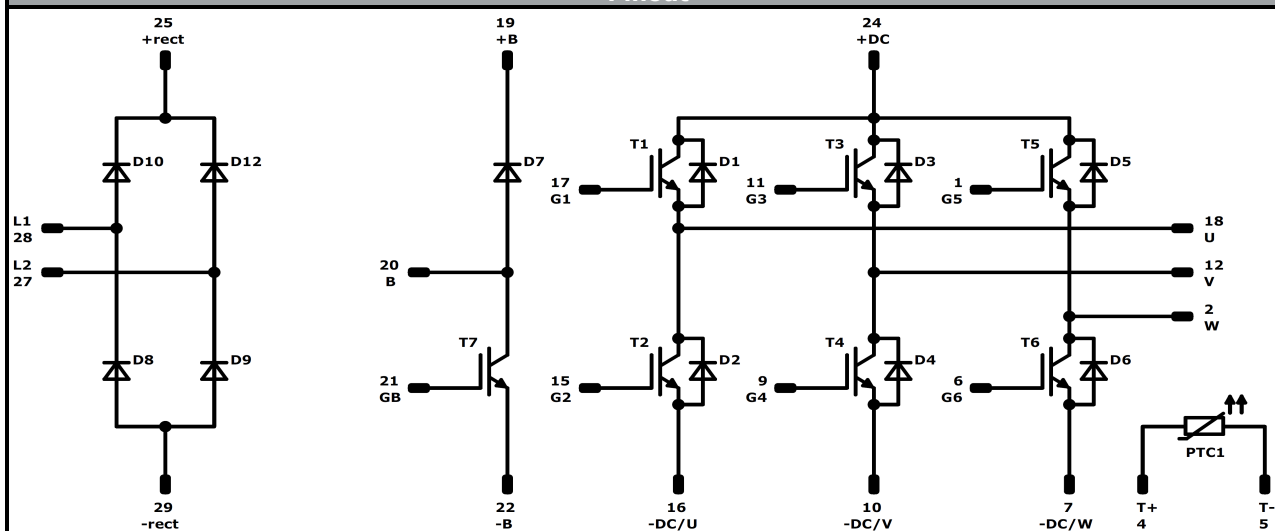 Pinout
25
+rect
19
+B
24
+DC
D10
D12
D7
T1
D1
T3
D3
T5
D5
17
G1
11
G3
1
G5
L1
28
18
U
L2
27
20
B
12
V
2
W
D8
D9
T7
T2
D2
T4
D4
T6
D6
21
GB
15
G2
9
G4
6
G6
PTC1
29
-rect
22
-B
16
-DC/U
10
-DC/V
7
-DC/W
T+
4
T-
5